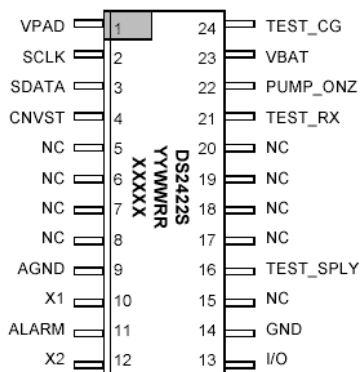 VPAD 1 24 TEST_CG
SCLK 2 23 VBAT
SDATA 3 22 PUMP_ONZ
CNVST 4 21 TEST_RX
NC 5 20 NC
NC 6 19 NC
NC 7 18 NC
NC 8 17 NC
AGND 9 16 TEST_SPLY
X1 10 15 NC
ALARM 11 14 GND
X2 12 13 I/O
DS2422S
YYWWRR
XXXXX